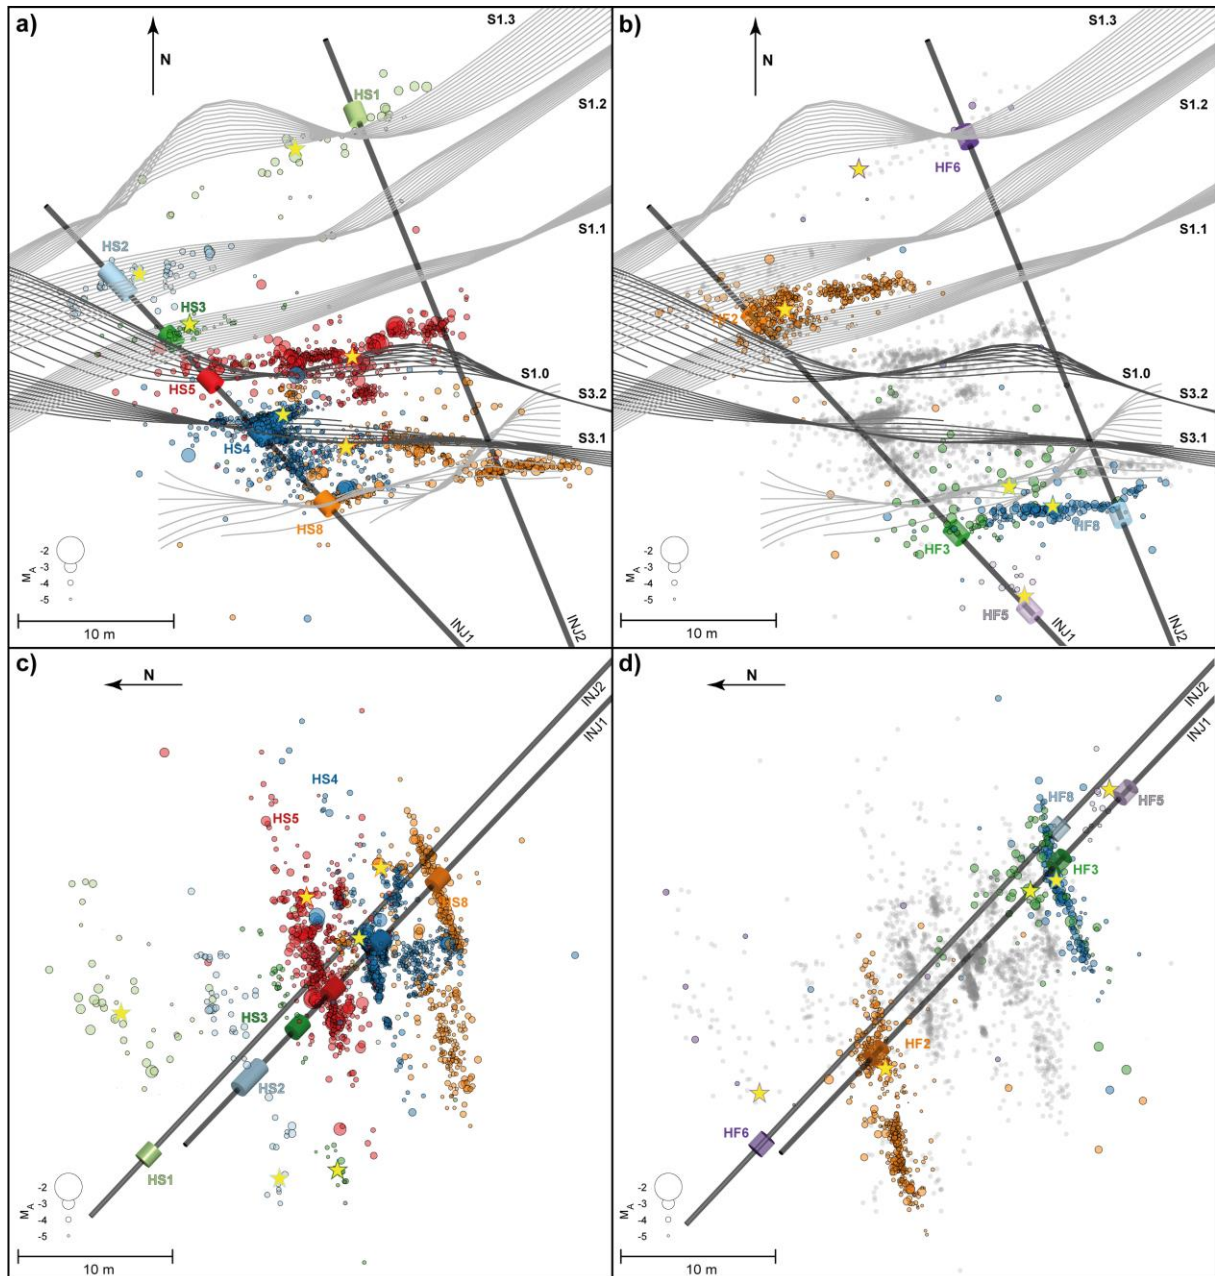 a)
N
S1.3
HS1
S1.2
HS2
S1.1
HS3
HS5
S1.0
S3.2
HS4
S3.1
HS8
-2
-3
-4
-5
MA
10 m
INJ1
INJ2
b)
N
S1.3
S1.2
HF6
S1.1
HF2
S1.0
S3.2
S3.1
HF3
HF8
HF5
-2
-3
-4
-5
MA
10 m
INJ1
INJ2
c)
N
INJ2
INJ1
HS4
HS5
HS8
HS3
HS2
HS1
-2
-3
-4
-5
MA
10 m
d)
N
INJ2
INJ1
HF8
HF5
HF3
HF2
HF6
-2
-3
-4
-5
MA
10 m